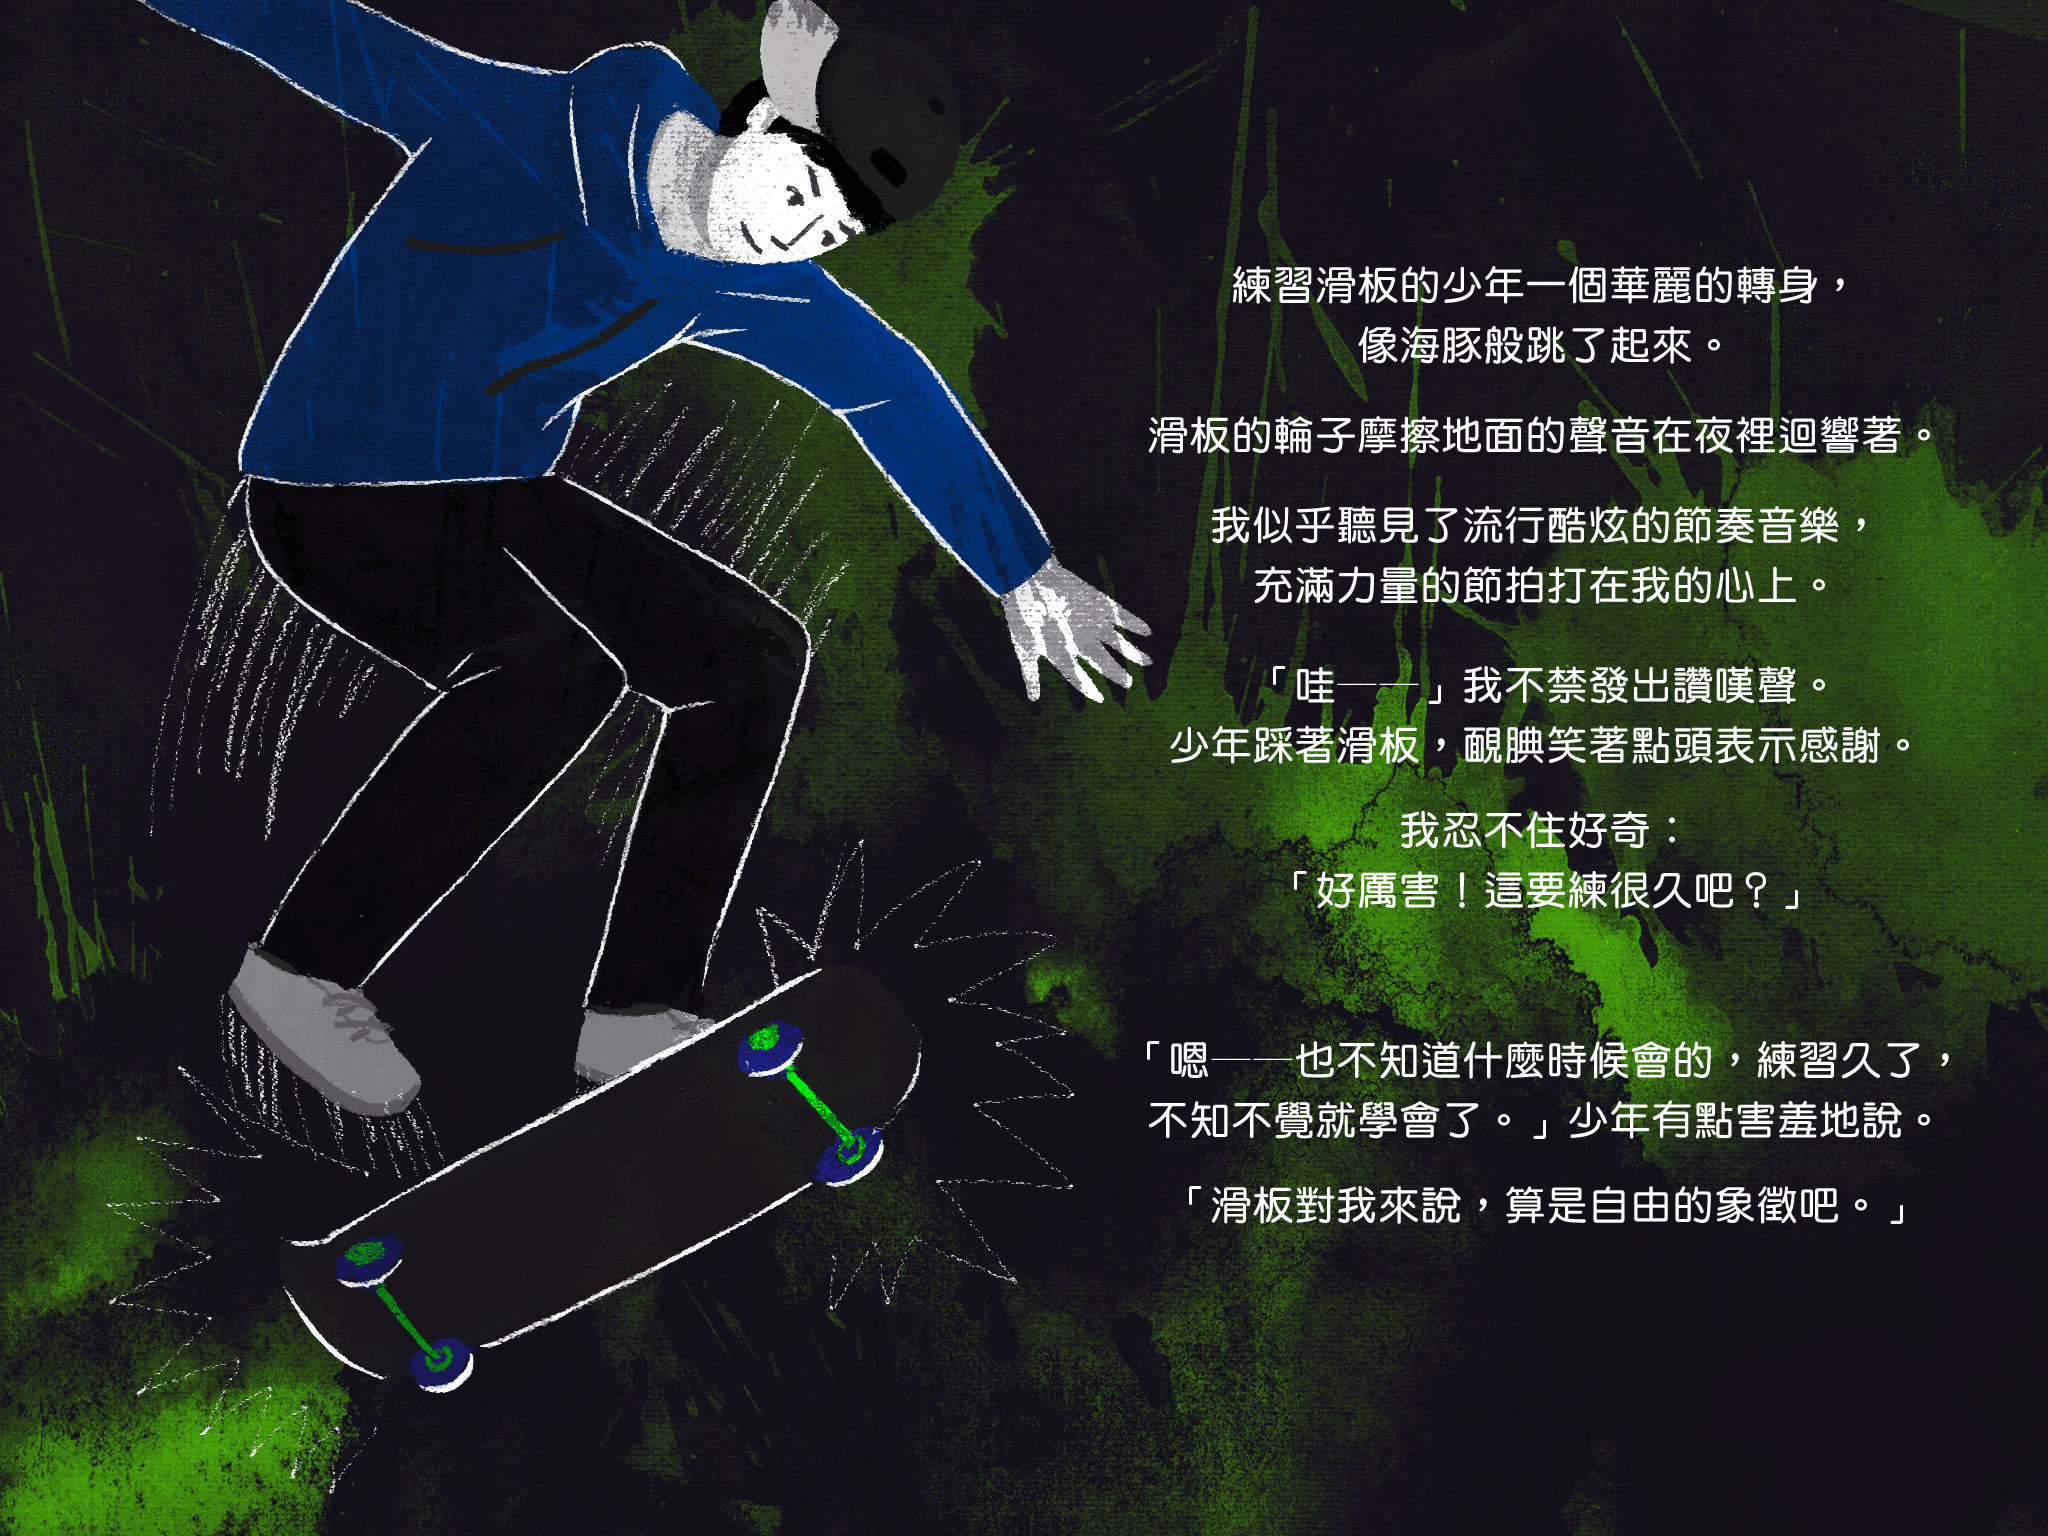 練習滑板的少年一個華麗的轉身，
像海豚般跳了起來。
滑板的輪子摩擦地面的聲音在夜裡迴響著。
我似乎聽見了流行酷炫的節奏音樂，
充滿力量的節拍打在我的心上。
「哇──」我不禁發出讚嘆聲。
少年踩著滑板，靦腆笑著點頭表示感謝。
我忍不住好奇：
「好厲害！這要練很久吧？」
「嗯──也不知道什麼時候會的，練習久了，
不知不覺就學會了。」少年有點害羞地說。
「滑板對我來說，算是自由的象徵吧。」